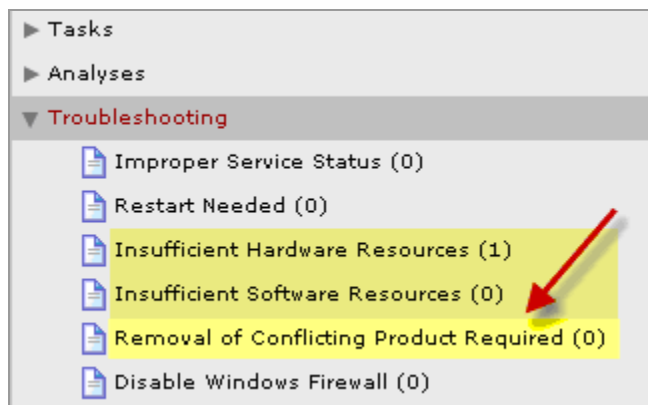 Tasks
Analyses
Troubleshooting
Improper Service Status (0)
Restart Needed (0)
Insufficient Hardware Resources (1)
Insufficient Software Resources (0)
Removal of Conflicting Product Required (0)
Disable Windows Firewall (0)